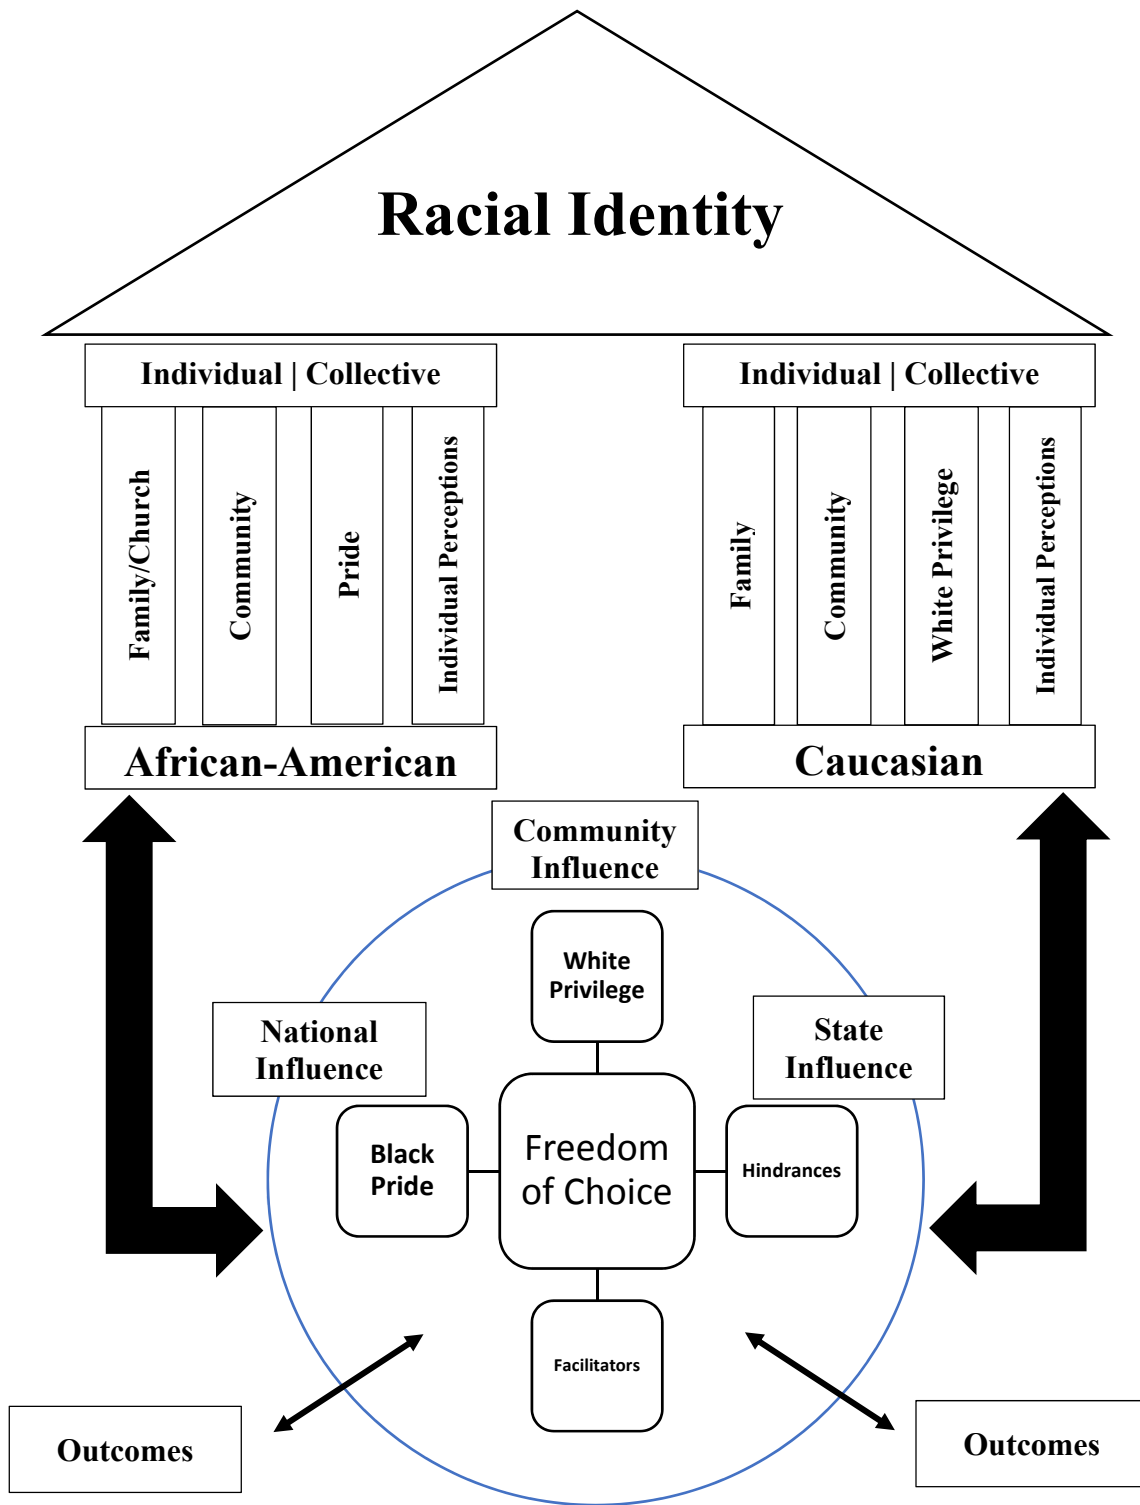 Racial Identity
Individual | Collective
Family/Church
Community
Pride
Individual Perceptions
African-American
Individual | Collective
Family
Community
White Privilege
Individual Perceptions
Caucasian
Community
Influence
White
Privilege
National
Influence
State
Influence
Black
Pride
Freedom
of Choice
Hindrances
Facilitators
Outcomes
Outcomes